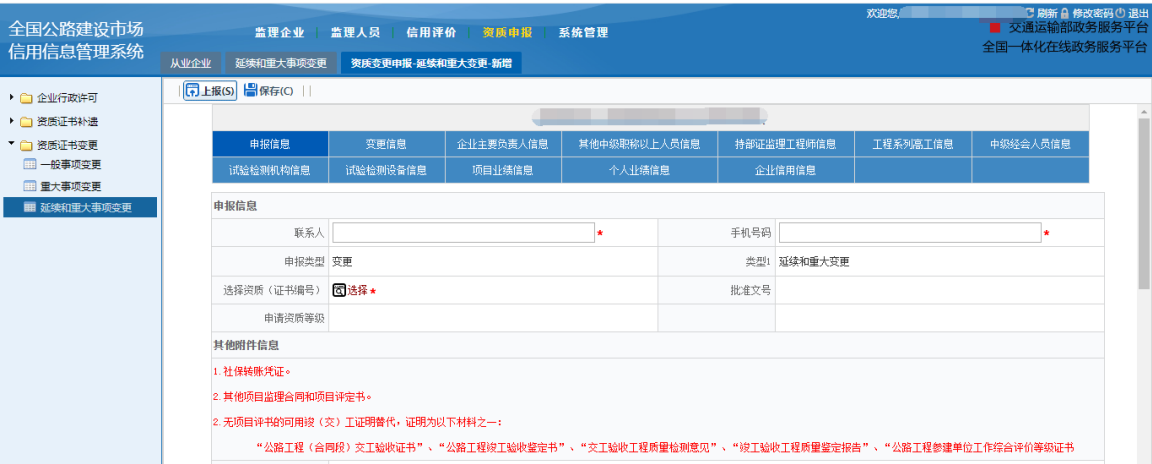 欢迎您, 刷新 修改密码 退出
全国公路建设市场
信用信息管理系统
监理企业 监理人员 信用评价 资质申报 系统管理
交通运输部政务服务平台
全国一体化在线政务服务平台
从业企业 延续和重大事项变更 资质变更申报-延续和重大变更-新增
企业行政许可
资质证书补遗
资质证书变更
一般事项变更
重大事项变更
延续和重大事项变更
上报(S) 保存(C)
申报信息 变更信息 企业主要负责人信息 其他中级职称以上人员信息 持部证监理工程师信息 工程系列高工信息 中级经会人员信息
试验检测机构信息 试验检测设备信息 项目业绩信息 个人业绩信息 企业信用信息
申报信息
联系人 * 手机号码 *
申报类型 变更 类型1 延续和重大变更
选择资质（证书编号） 选择 * 批准文号
申请资质等级
其他附件信息
1.社保转账凭证。
2.其他项目监理合同和项目评定书。
2.无项目评书的可用竣（交）工证明替代，证明为以下材料之一：
“公路工程（合同段）交工验收证书”、“公路工程竣工验收鉴定书”、“交工验收工程质量检测意见”、“竣工验收工程质量鉴定报告”、“公路工程参建单位工作综合评价等级证书